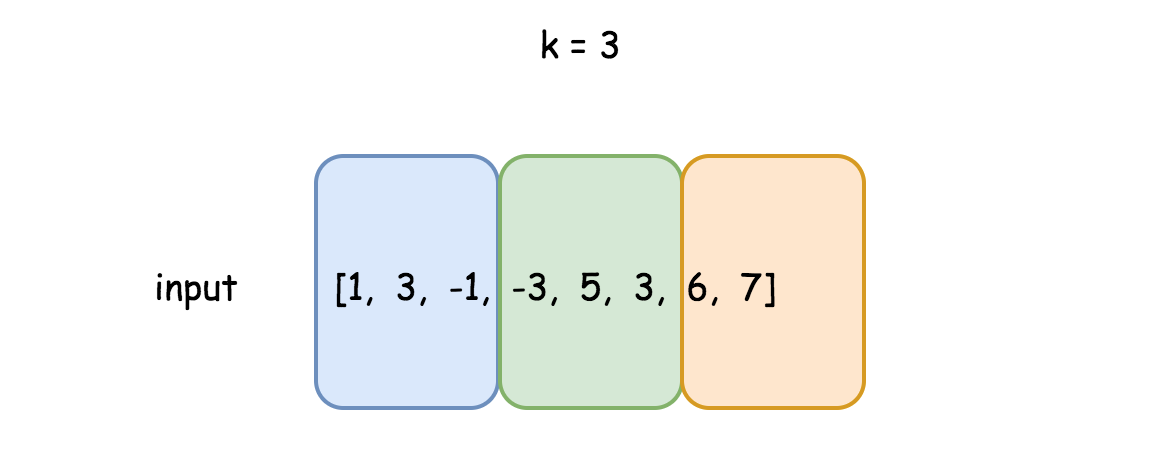 k = 3
input [1, 3, -1, -3, 5, 3, 6, 7]